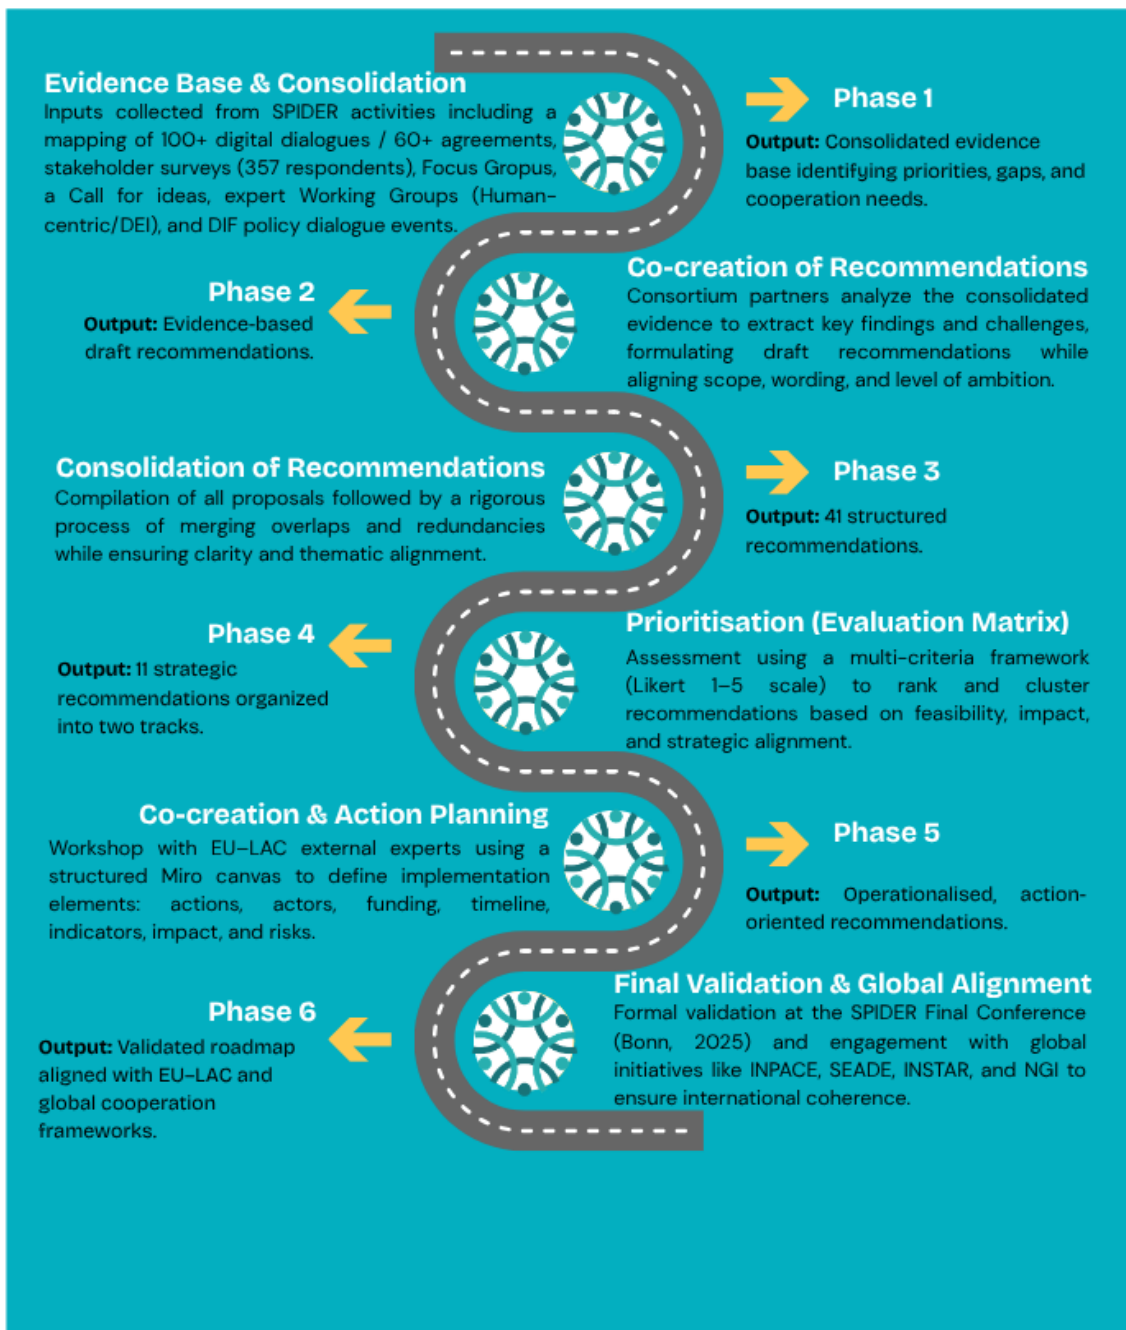 Evidence Base & Consolidation
Inputs collected from SPIDER activities including a
mapping of 100+ digital dialogues / 60+ agreements,
stakeholder surveys (357 respondents), Focus Gropus,
a Call for ideas, expert Working Groups (Human-
centric/DEI), and DIF policy dialogue events.
Phase 1
Output: Consolidated evidence
base identifying priorities, gaps, and
cooperation needs.
Phase 2
Output: Evidence-based
draft recommendations.
Co-creation of Recommendations
Consortium partners analyze the consolidated
evidence to extract key findings and challenges,
formulating draft recommendations while
aligning scope, wording, and level of ambition.
Consolidation of Recommendations
Compilation of all proposals followed by a rigorous
process of merging overlaps and redundancies
while ensuring clarity and thematic alignment.
Phase 3
Output: 41 structured
recommendations.
Phase 4
Output: 11 strategic
recommendations organized
into two tracks.
Prioritisation (Evaluation Matrix)
Assessment using a multi-criteria framework
(Likert 1–5 scale) to rank and cluster
recommendations based on feasibility, impact,
and strategic alignment.
Co-creation & Action Planning
Workshop with EU–LAC external experts using a
structured Miro canvas to define implementation
elements: actions, actors, funding, timeline,
indicators, impact, and risks.
Phase 5
Output: Operationalised, action-
oriented recommendations.
Phase 6
Output: Validated roadmap
aligned with EU–LAC and
global cooperation
frameworks.
Final Validation & Global Alignment
Formal validation at the SPIDER Final Conference
(Bonn, 2025) and engagement with global
initiatives like INPACE, SEADE, INSTAR, and NGI to
ensure international coherence.